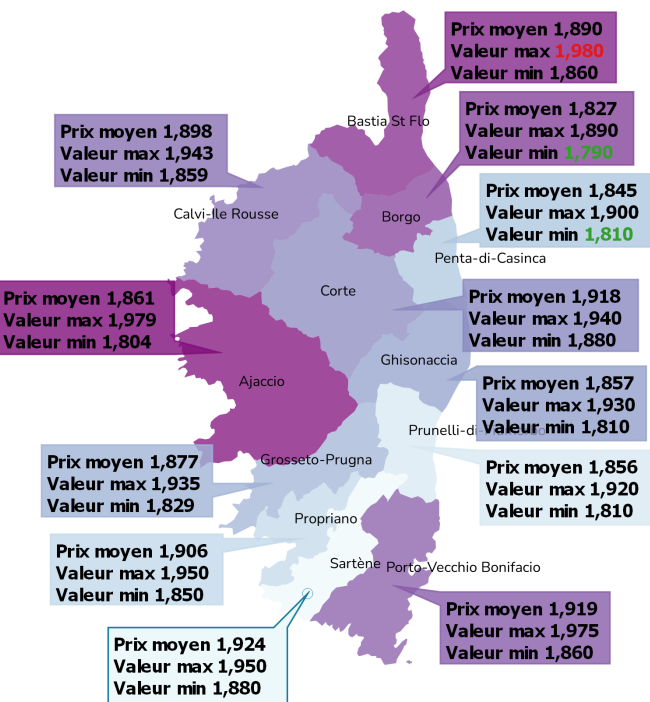 Prix moyen 1,890
Valeur max 1,980
Valeur min 1,860
Bastia St Flo
Prix moyen 1,827
Valeur max 1,890
Valeur min 1,790
Prix moyen 1,898
Valeur max 1,943
Valeur min 1,859
Calvi-Ile Rousse
Borgo
Prix moyen 1,845
Valeur max 1,900
Valeur min 1,810
Penta-di-Casinca
Corte
Prix moyen 1,918
Valeur max 1,940
Valeur min 1,880
Prix moyen 1,861
Valeur max 1,979
Valeur min 1,804
Ghisonaccia
Ajaccio
Prix moyen 1,857
Valeur max 1,930
Valeur min 1,810
Prunelli-di-
Grosseto-Prugna
Prix moyen 1,877
Valeur max 1,935
Valeur min 1,829
Prix moyen 1,856
Valeur max 1,920
Valeur min 1,810
Propriano
Prix moyen 1,906
Valeur max 1,950
Valeur min 1,850
Sartène
Porto-Vecchio Bonifacio
Prix moyen 1,919
Valeur max 1,975
Valeur min 1,860
Prix moyen 1,924
Valeur max 1,950
Valeur min 1,880